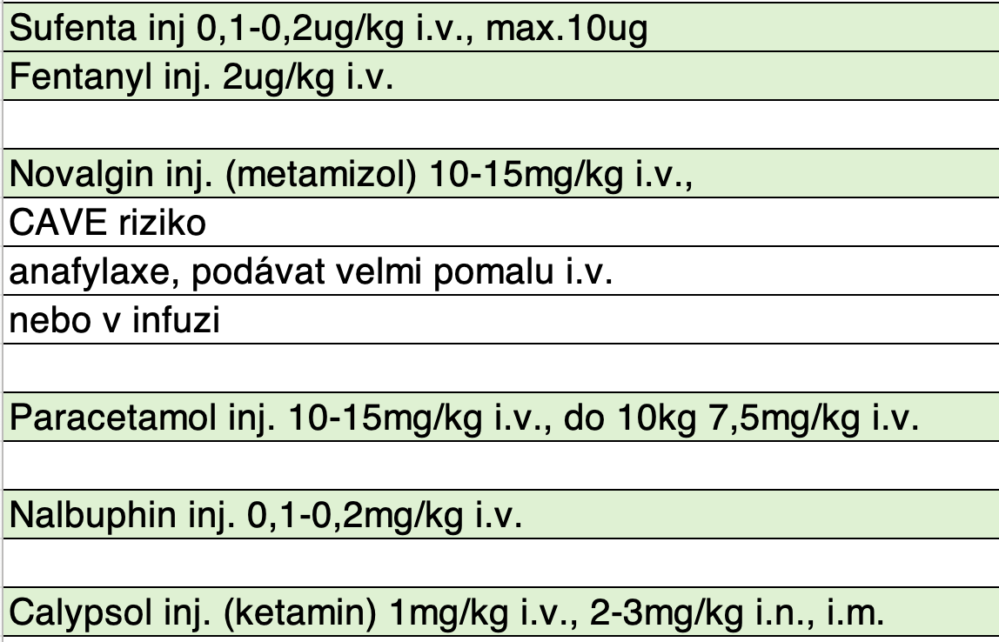 Sufenta inj 0,1-0,2ug/kg i.v., max.10ug
Fentanyl inj. 2ug/kg i.v.
Novalgin inj. (metamizol) 10-15mg/kg i.v.,
CAVE riziko
anafylaxe, podávat velmi pomalu i.v.
nebo v infuzi
Paracetamol inj. 10-15mg/kg i.v., do 10kg 7,5mg/kg i.v.
Nalbuphin inj. 0,1-0,2mg/kg i.v.
Calypsol inj. (ketamin) 1mg/kg i.v., 2-3mg/kg i.n., i.m.